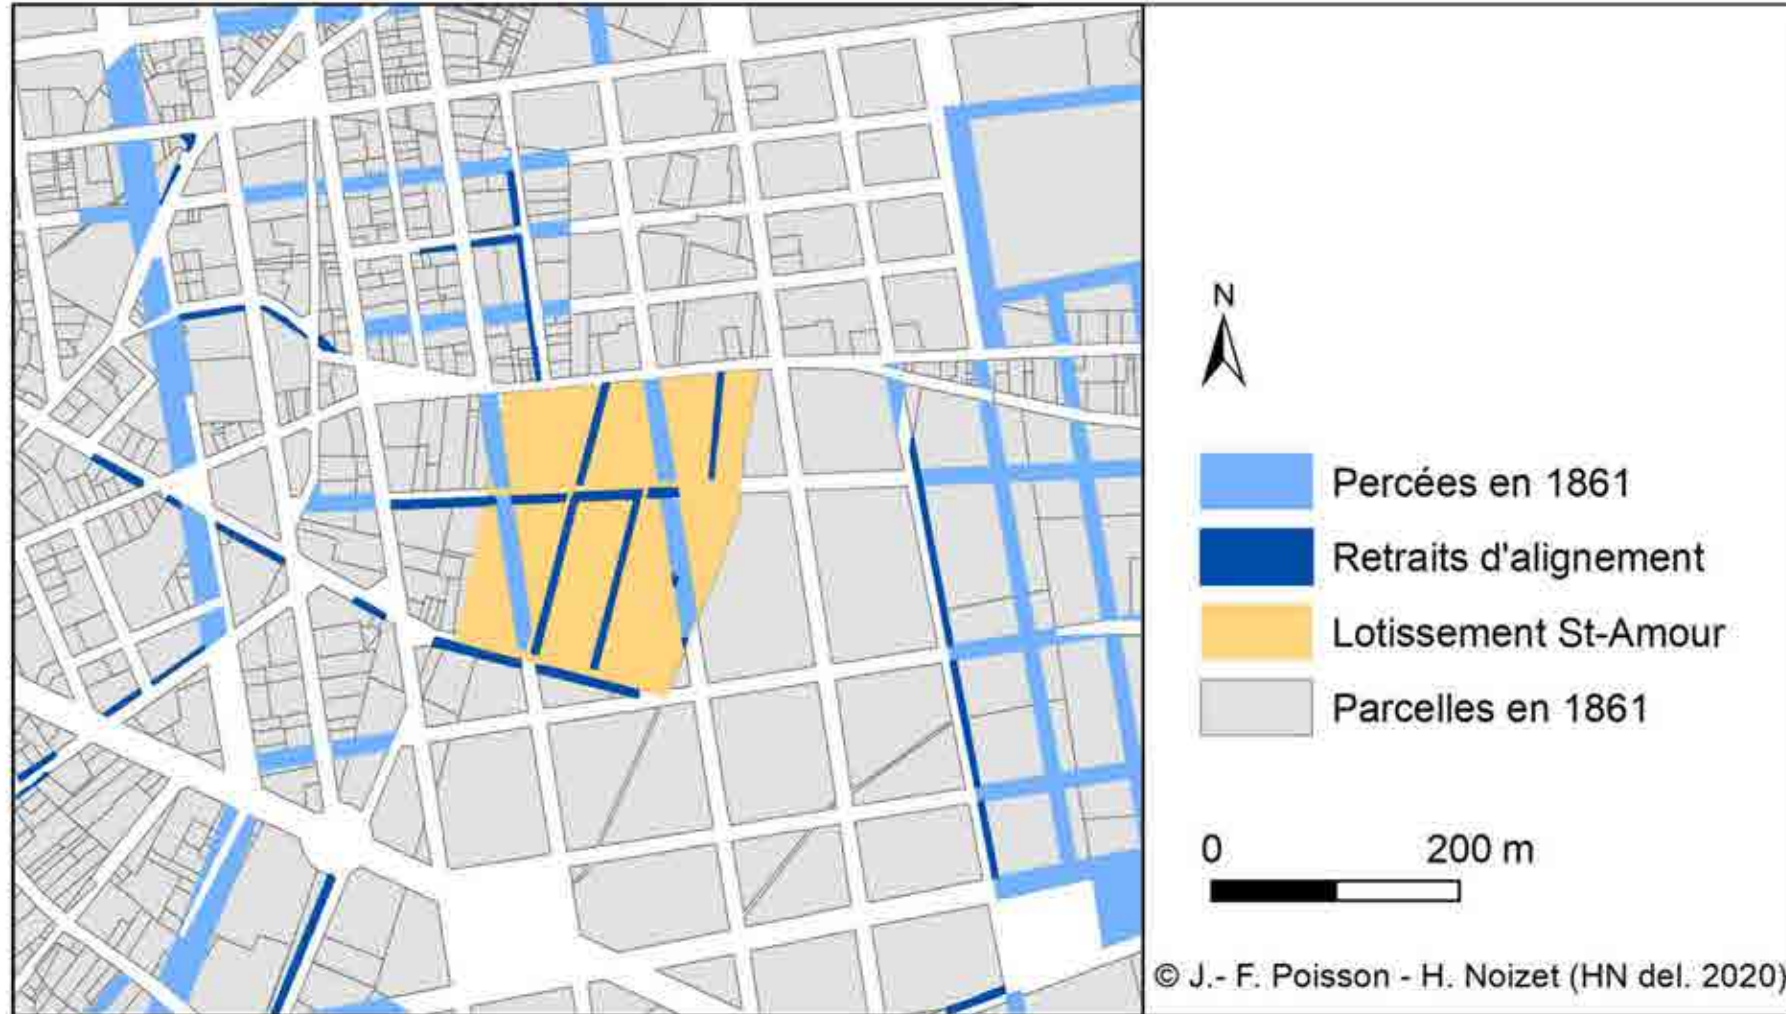 N
Percées en 1861
Retraits d'alignement
Lotissement St-Amour
Parcelles en 1861
0 200 m
© J.- F. Poisson - H. Noizet (HN del. 2020)